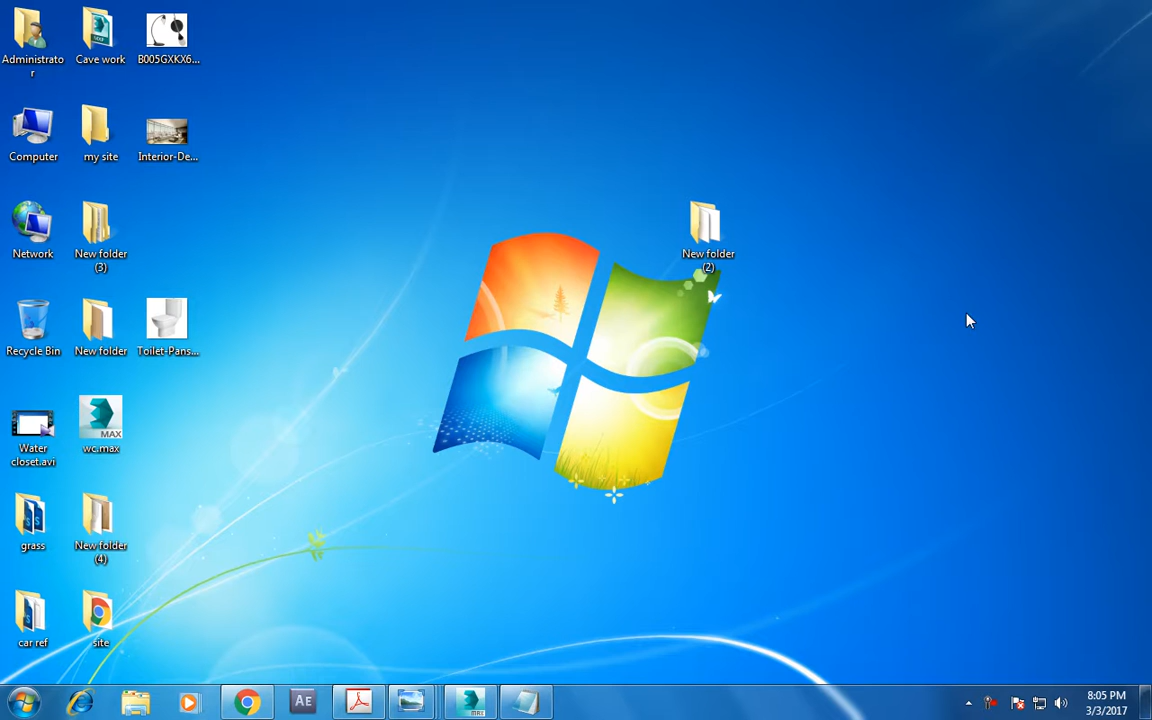 Administrato
r
Cave work
B005GXKX6...
Computer
my site
Interior-De...
Network
New folder
(3)
New folder
(2)
Recycle Bin
New folder
Toilet-Pans...
Water
closet.avi
MAX
wc.max
grass
New folder
(4)
car ref
site
Ae
MAX
8:05 PM
3/3/2017